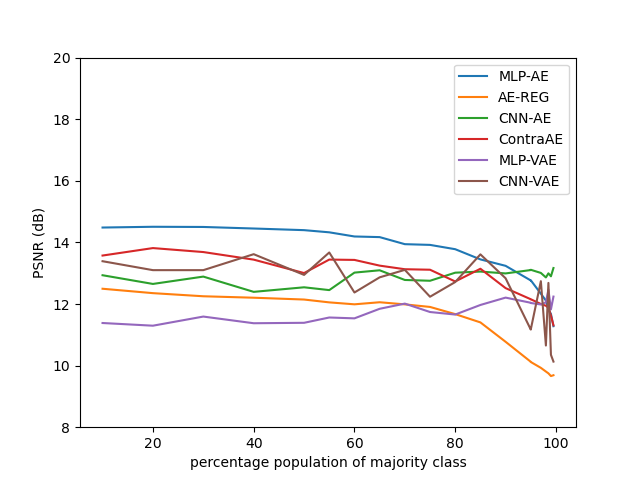 20
18
16
14
12
10
8
PSNR (dB)
MLP-AE
AE-REG
CNN-AE
ContraAE
MLP-VAE
CNN-VAE
20 40 60 80 100
percentage population of majority class